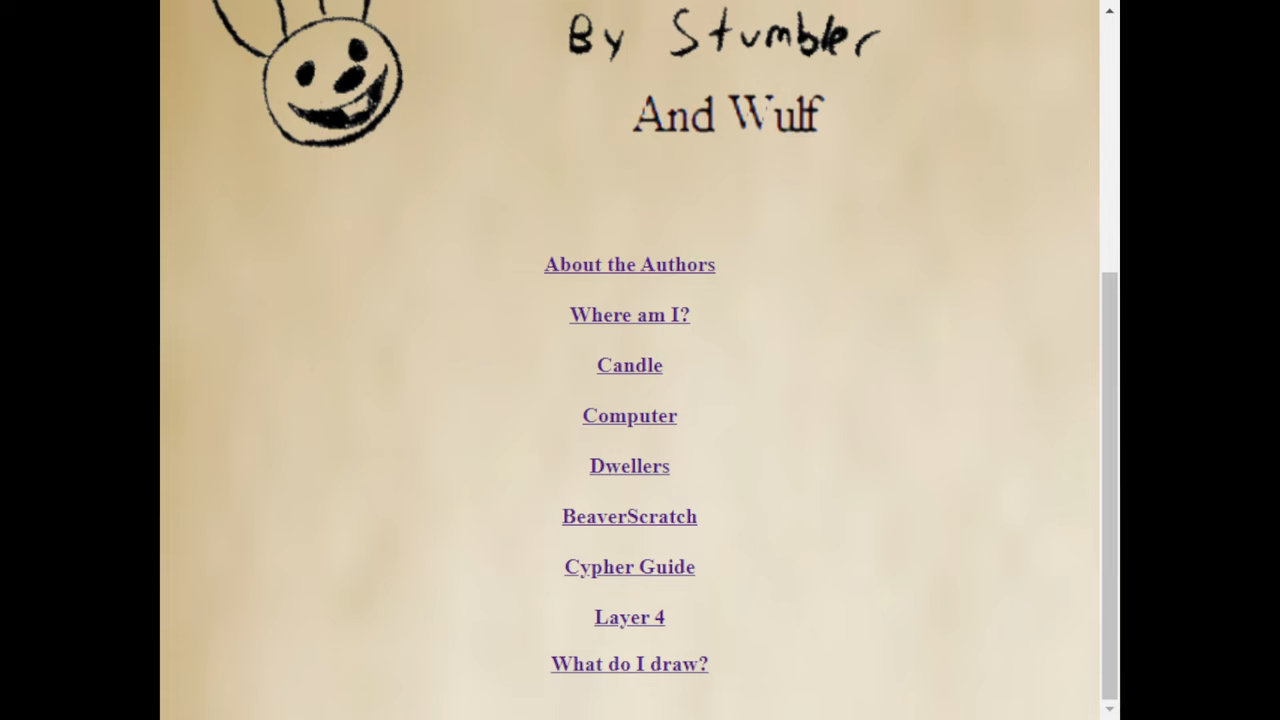 By Stumbler
And Wulf
About the Authors
Where am I?
Candle
Computer
Dwellers
BeaverScratch
Cypher Guide
Layer 4
What do I draw?